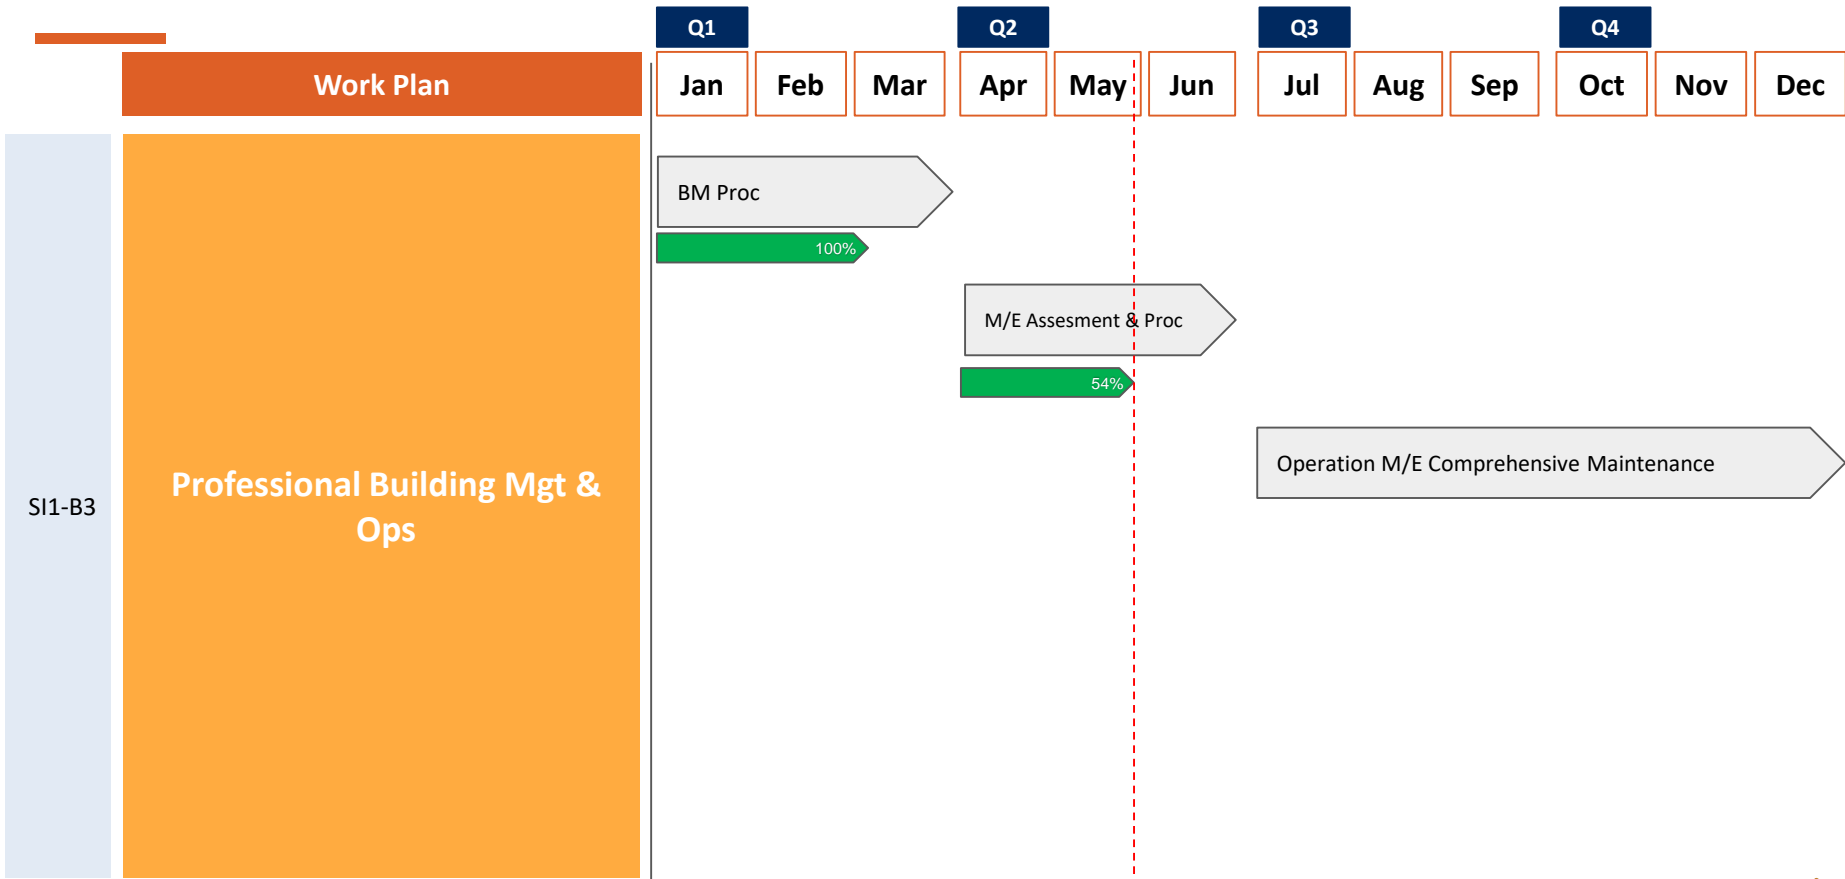 Q1
Q2
Q3
Q4
Work Plan
Jan
Feb
Mar
Apr
May
Jun
Jul
Aug
Sep
Oct
Nov
Dec
BM Proc
100%
M/E Assesment & Proc
54%
Operation M/E Comprehensive Maintenance
SI1-B3
Professional Building Mgt &
Ops